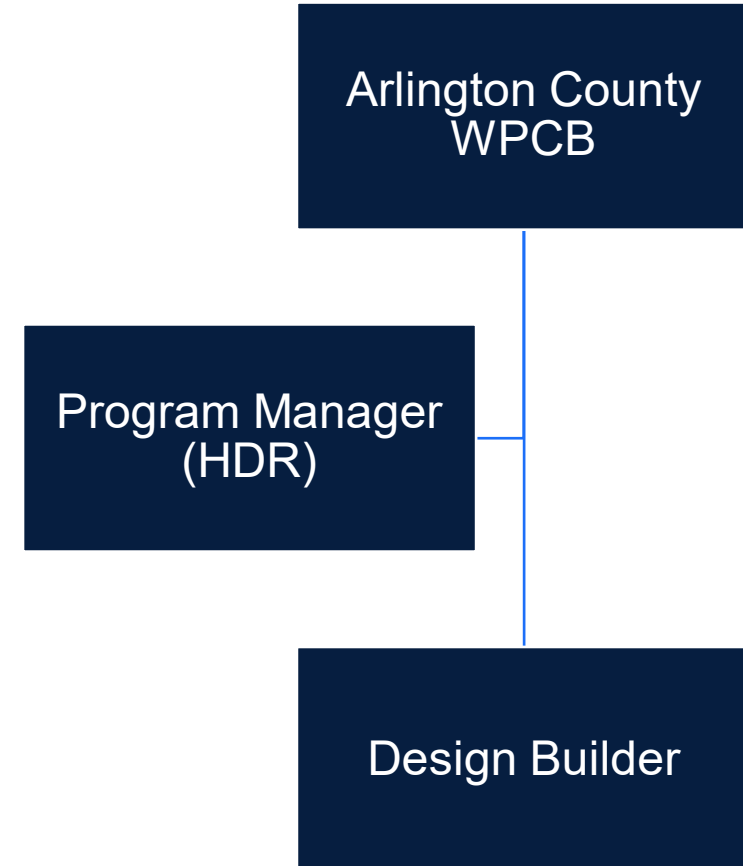 Arlington County
WPCB
Program Manager
(HDR)
Design Builder